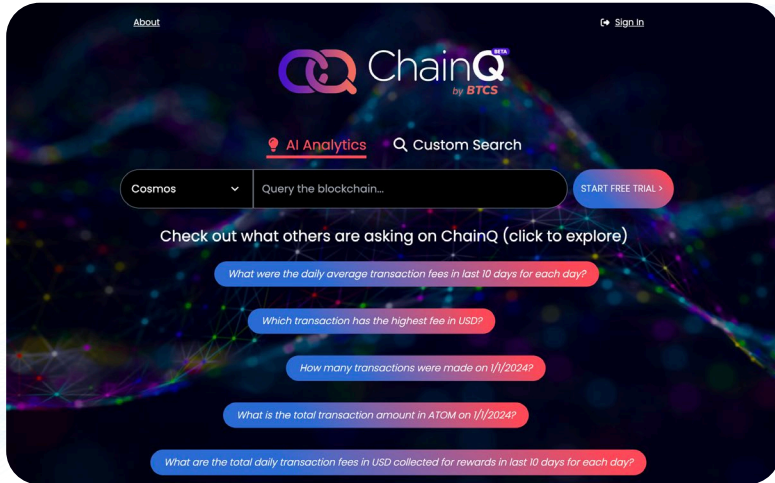 About
Sign In
ChainQ BETA
by BTCS
AI Analytics
Custom Search
Cosmos
Query the blockchain...
START FREE TRIAL >
Check out what others are asking on ChainQ (click to explore)
What were the daily average transaction fees in last 10 days for each day?
Which transaction has the highest fee in USD?
How many transactions were made on 1/1/2024?
What is the total transaction amount in ATOM on 1/1/2024?
What are the total daily transaction fees in USD collected for rewards in last 10 days for each day?